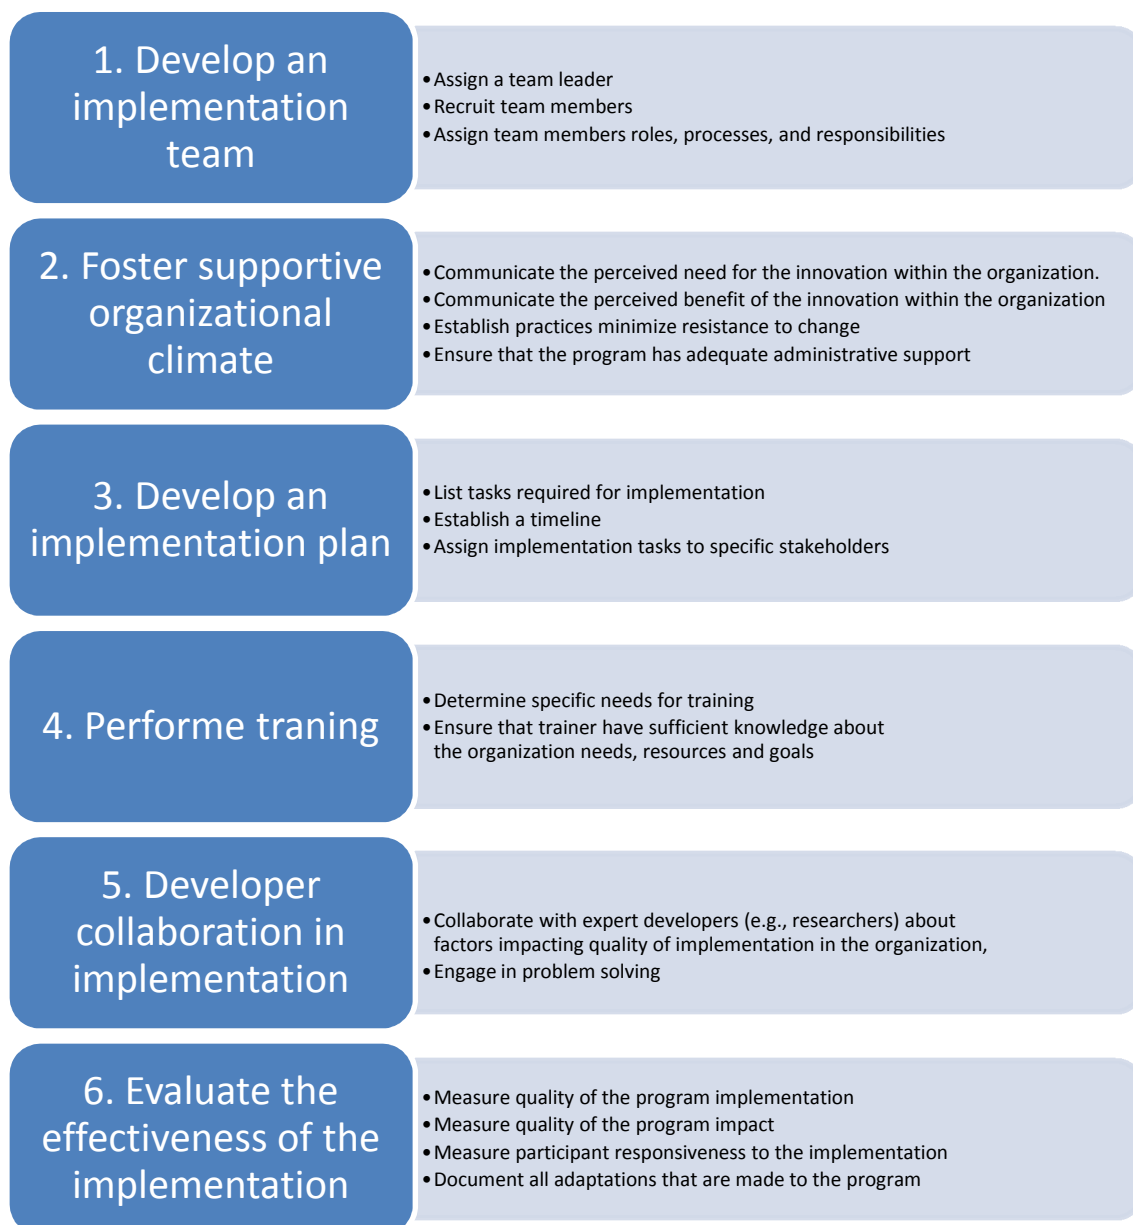 1. Develop an
implementation
team
•Assign a team leader
•Recruit team members
•Assign team members roles, processes, and responsibilities
2. Foster supportive
organizational
climate
•Communicate the perceived need for the innovation within the organization.
•Communicate the perceived benefit of the innovation within the organization
•Establish practices minimize resistance to change
•Ensure that the program has adequate administrative support
3. Develop an
implementation plan
•List tasks required for implementation
•Establish a timeline
•Assign implementation tasks to specific stakeholders
4. Performe traning
•Determine specific needs for training
•Ensure that trainer have sufficient knowledge about
the organization needs, resources and goals
5. Developer
collaboration in
implementation
•Collaborate with expert developers (e.g., researchers) about
factors impacting quality of implementation in the organization,
•Engage in problem solving
6. Evaluate the
effectiveness of the
implementation
•Measure quality of the program implementation
•Measure quality of the program impact
•Measure participant responsiveness to the implementation
•Document all adaptations that are made to the program